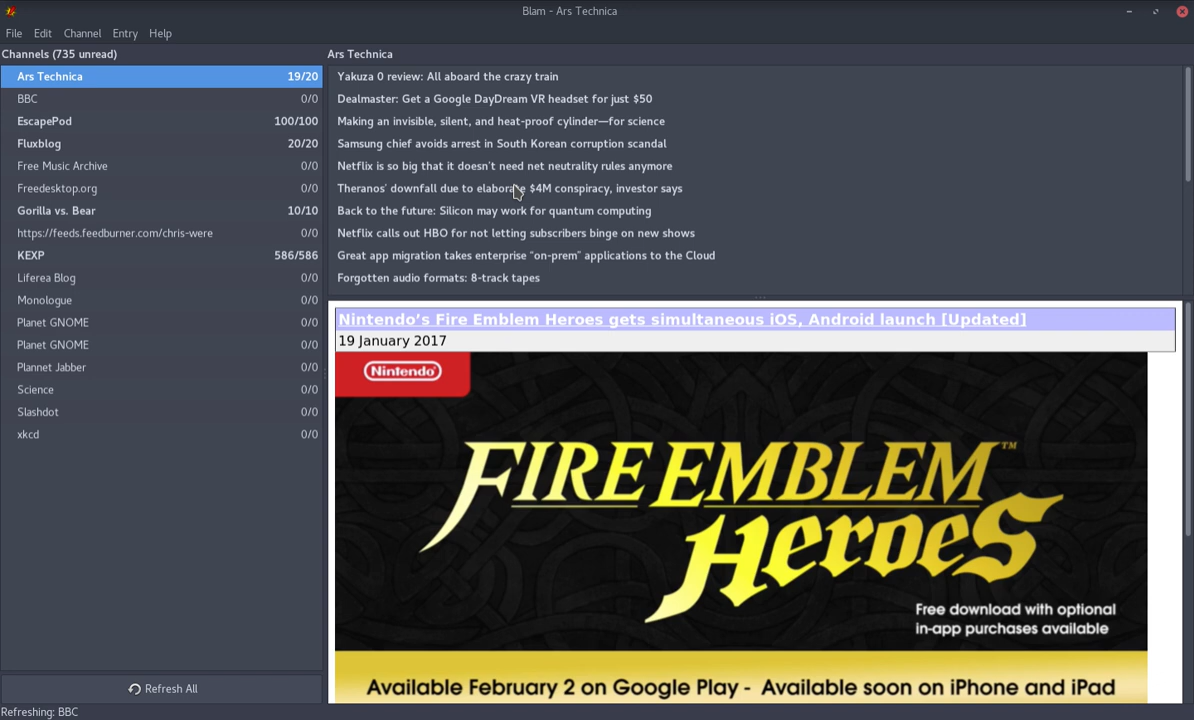 Blam - Ars Technica
File Edit Channel Entry Help
Channels (735 unread)
Ars Technica 19/20
BBC 0/0
EscapePod 100/100
Fluxblog 20/20
Free Music Archive 0/0
Freedesktop.org 0/0
Gorilla vs. Bear 10/10
https://feeds.feedburner.com/chris-were 0/0
KEXP 586/586
Liferea Blog 0/0
Monologue 0/0
Planet GNOME 0/0
Planet GNOME 0/0
Plannet Jabber 0/0
Science 0/0
Slashdot 0/0
xkcd 0/0
Refresh All
Refreshing: BBC
Ars Technica
Yakuza 0 review: All aboard the crazy train
Dealmaster: Get a Google DayDream VR headset for just $50
Making an invisible, silent, and heat-proof cylinder—for science
Samsung chief avoids arrest in South Korean corruption scandal
Netflix is so big that it doesn't need net neutrality rules anymore
Theranos' downfall due to elaborate $4M conspiracy, investor says
Back to the future: Silicon may work for quantum computing
Netflix calls out HBO for not letting subscribers binge on new shows
Great app migration takes enterprise "on-prem" applications to the Cloud
Forgotten audio formats: 8-track tapes
Nintendo’s Fire Emblem Heroes gets simultaneous iOS, Android launch [Updated]
19 January 2017
Nintendo
FIRE EMBLEM™
Heroes
Free download with optional
in-app purchases available
Available February 2 on Google Play - Available soon on iPhone and iPad